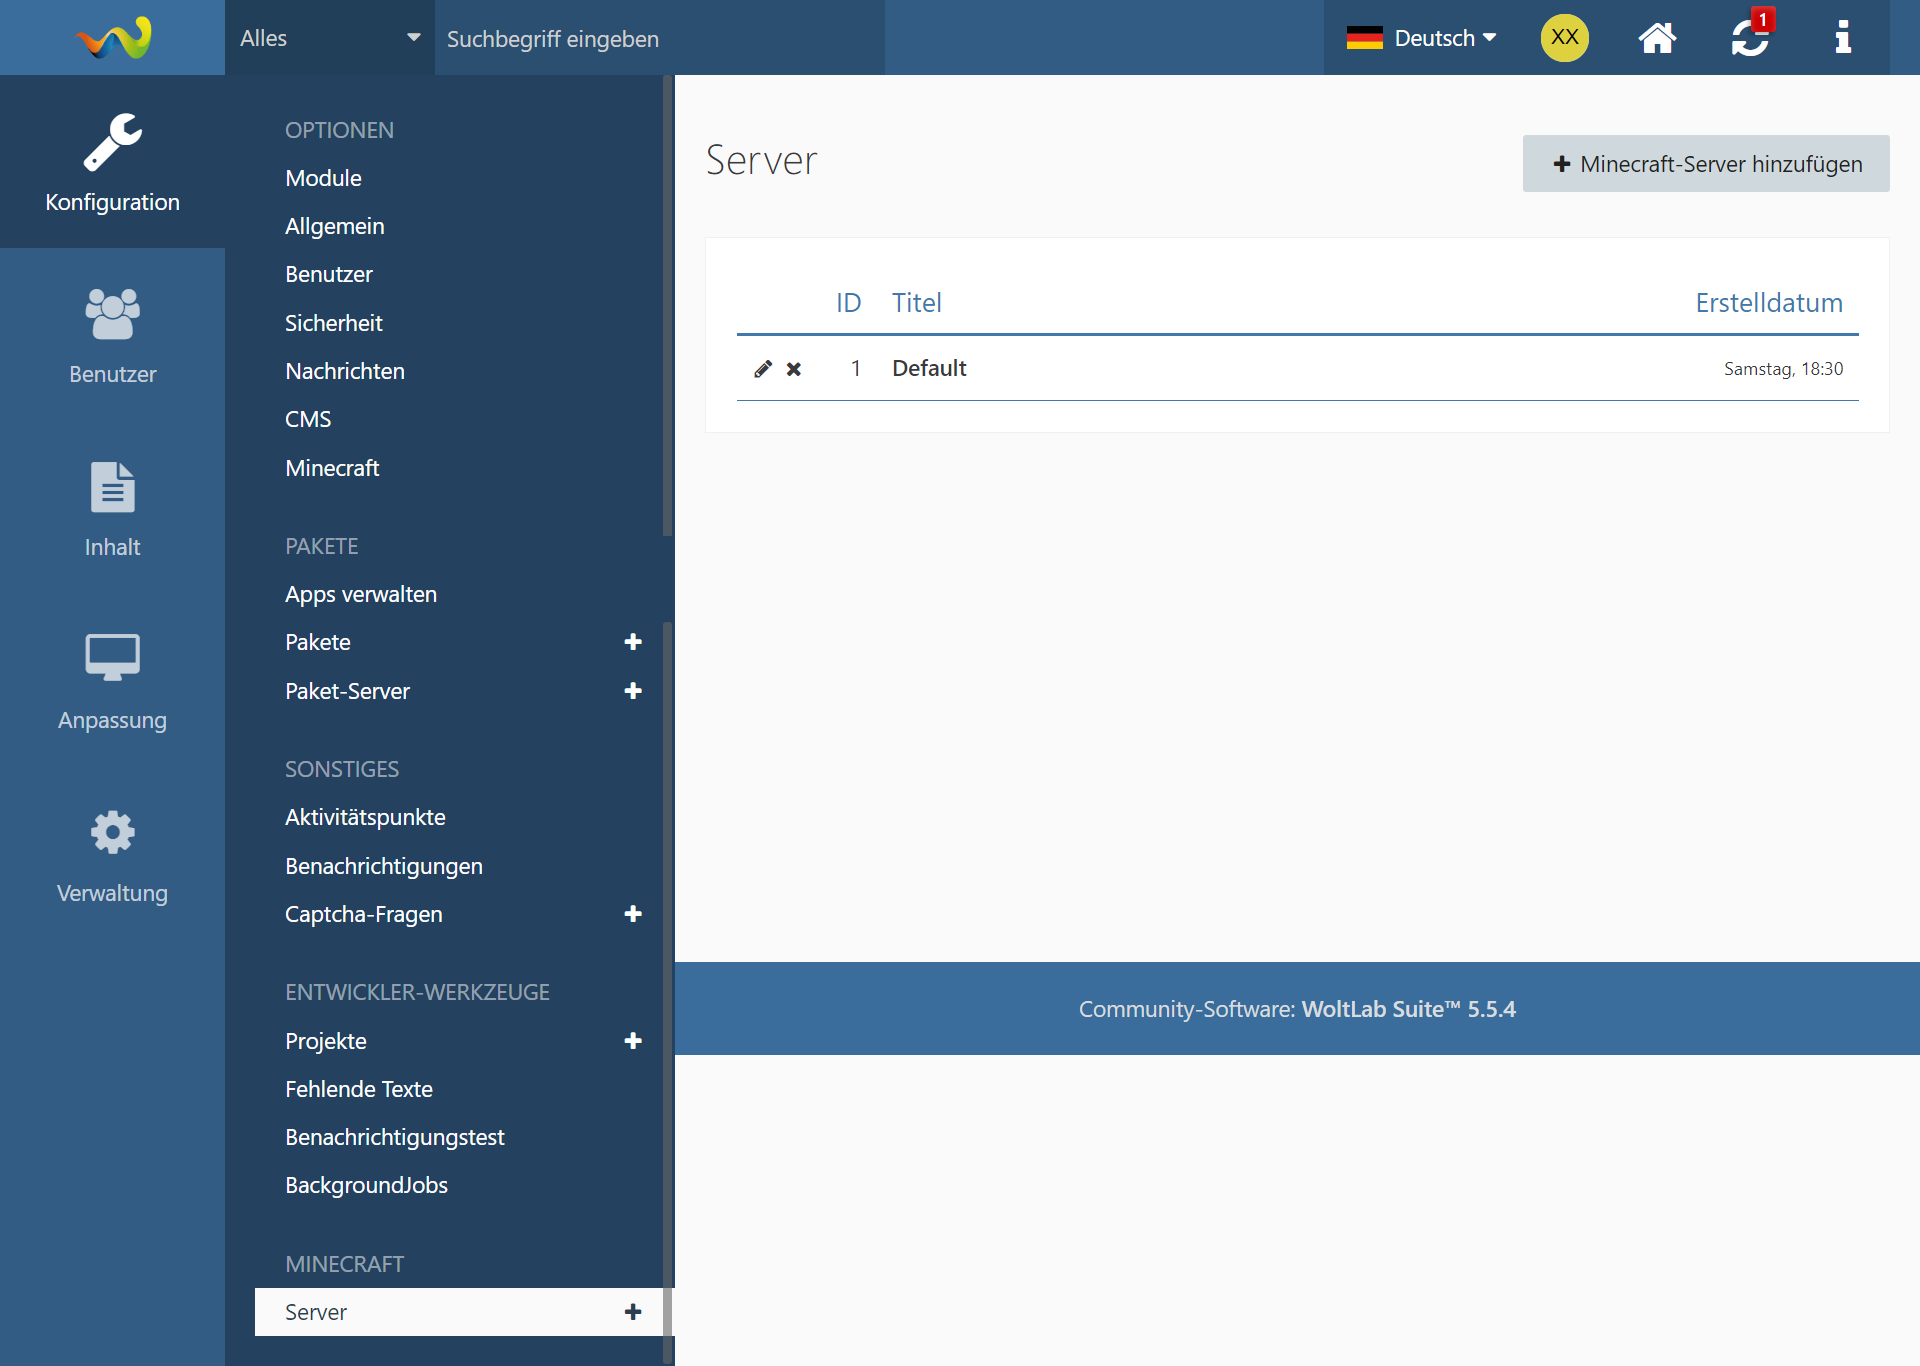 Alles
Suchbegriff eingeben
Deutsch
XX
1
Konfiguration
Benutzer
Inhalt
Anpassung
Verwaltung
OPTIONEN
Module
Allgemein
Benutzer
Sicherheit
Nachrichten
CMS
Minecraft
PAKETE
Apps verwalten
Pakete
Paket-Server
SONSTIGES
Aktivitätspunkte
Benachrichtigungen
Captcha-Fragen
ENTWICKLER-WERKZEUGE
Projekte
Fehlende Texte
Benachrichtigungstest
BackgroundJobs
MINECRAFT
Server
Server
Minecraft-Server hinzufügen
ID Titel Erstelldatum
1 Default Samstag, 18:30
Community-Software: WoltLab Suite™ 5.5.4